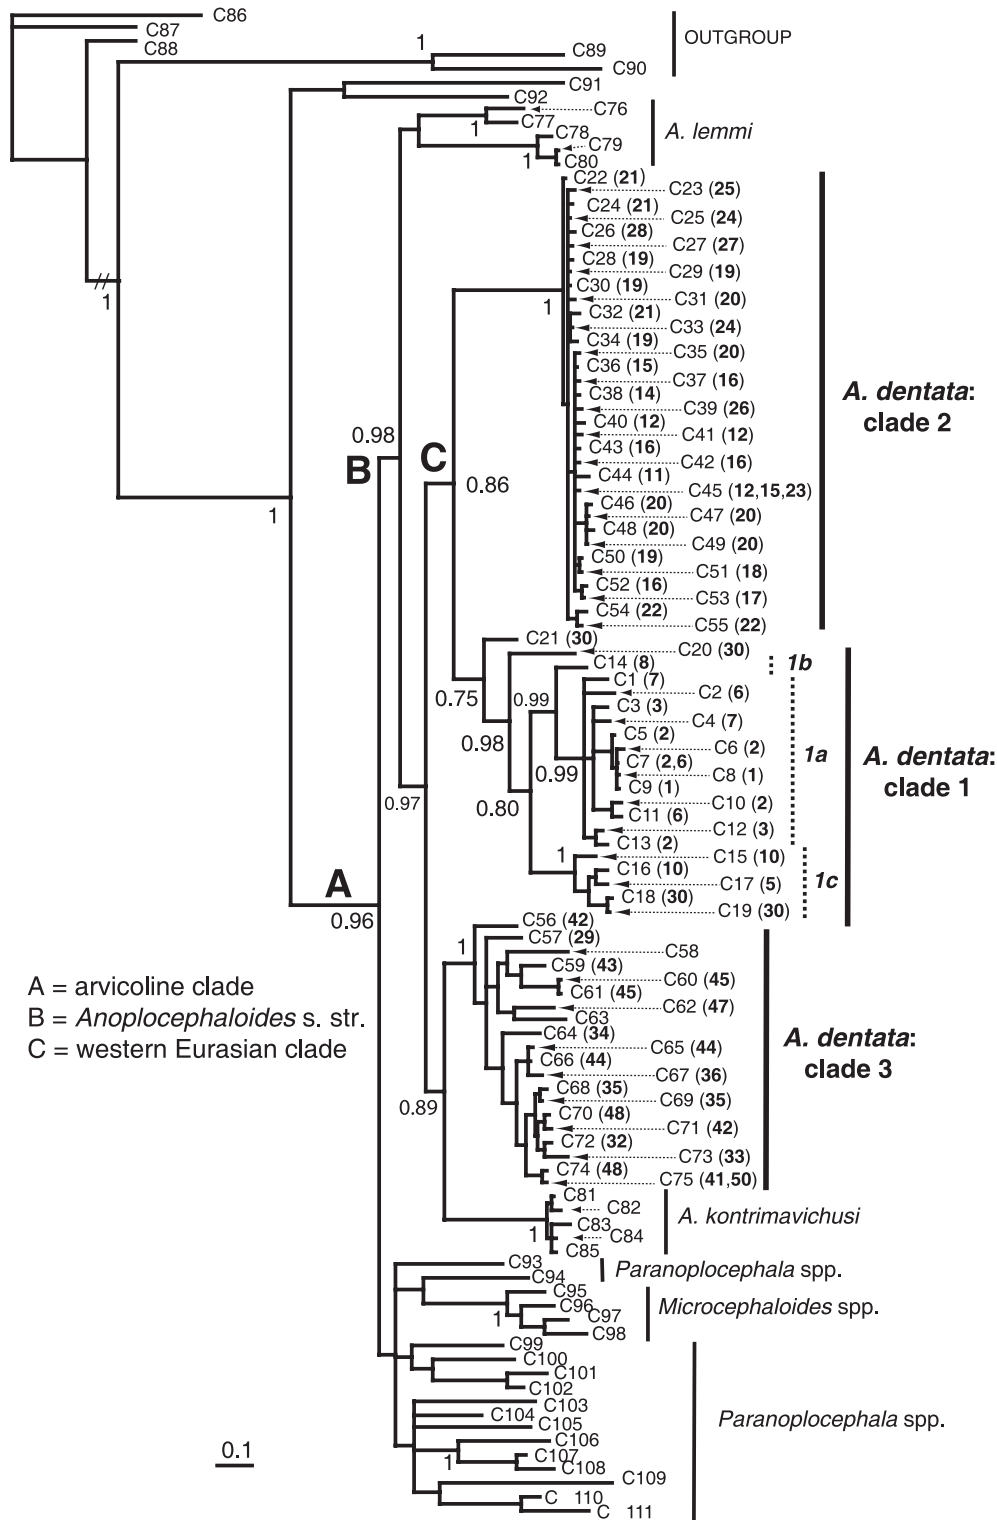 C86
C87
C88
1
C89
C90
OUTGROUP
C91
C92
C76
C77
1
C78
C79
C80
1
A. lemmi
C22 (21)
C23 (25)
C24 (21)
C25 (24)
C26 (28)
C27 (27)
C28 (19)
C29 (19)
C30 (19)
C31 (20)
C32 (21)
C33 (24)
C34 (19)
C35 (20)
C36 (15)
C37 (16)
C38 (14)
C39 (26)
C40 (12)
C41 (12)
C43 (16)
C42 (16)
C44 (11)
C45 (12,15,23)
C46 (20)
C47 (20)
C48 (20)
C49 (20)
C50 (19)
C51 (18)
C52 (16)
C53 (17)
C54 (22)
C55 (22)
A. dentata:
clade 2
1
1
0.98
B
C
0.86
1
C21 (30)
C20 (30)
C14 (8)
1b
C1 (7)
C2 (6)
C3 (3)
C4 (7)
C5 (2)
C6 (2)
C7 (2,6)
C8 (1)
C9 (1)
C10 (2)
C11 (6)
C12 (3)
C13 (2)
1a
C15 (10)
C16 (10)
C17 (5)
C18 (30)
C19 (30)
1c
A. dentata:
clade 1
0.75
0.99
0.98
0.99
0.80
0.97
1
A
0.96
C56 (42)
C57 (29)
1
C58
C59 (43)
C60 (45)
C61 (45)
C62 (47)
C63
C64 (34)
C65 (44)
C66 (44)
C67 (36)
C68 (35)
C69 (35)
C70 (48)
C71 (42)
C72 (32)
C73 (33)
C74 (48)
C75 (41,50)
A. dentata:
clade 3
A = arvicoline clade
B = Anoplocephaloides s. str.
C = western Eurasian clade
0.89
C81
C82
C83
C84
C85
1
A. kontrimavichusi
C93
Paranoplocephala spp.
C94
C95
C96
C97
C98
1
Microcephaloides spp.
C99
C100
C101
C102
C103
C104
C105
C106
C107
C108
1
C109
C 110
C 111
Paranoplocephala spp.
0.1